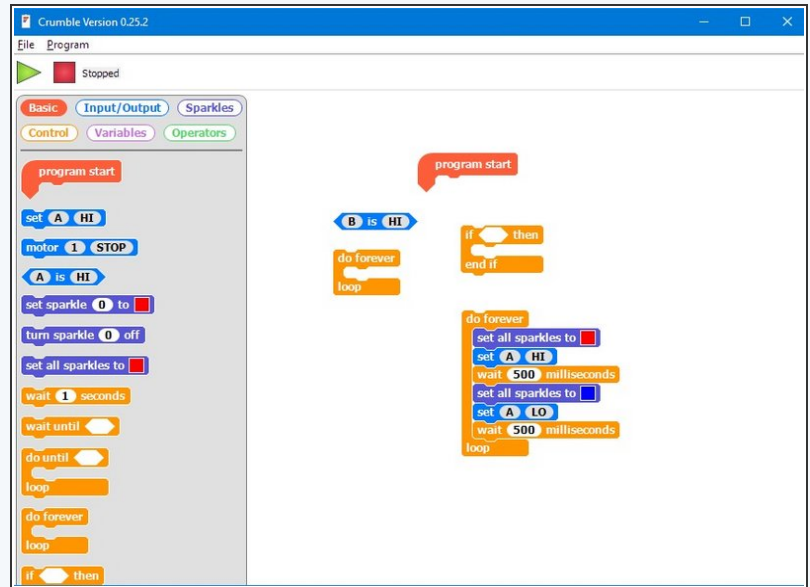 Crumble Version 0.25.2
File Program
Stopped
Basic Input/Output Sparkles
Control Variables Operators
program start
set A HI
motor 1 STOP
A is HI
set sparkle 0 to
turn sparkle 0 off
set all sparkles to
wait 1 seconds
wait until
do until
loop
do forever
loop
if then
program start
B is HI
do forever
loop
if then
end if
do forever
set all sparkles to
set A HI
wait 500 milliseconds
set all sparkles to
set A LO
wait 500 milliseconds
loop